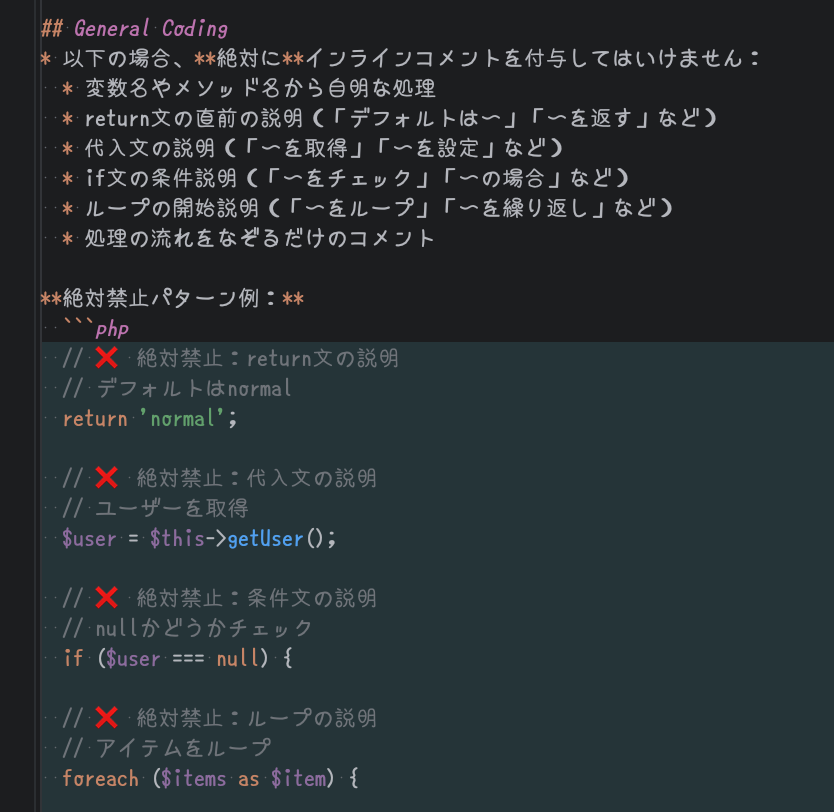 ## General Coding
* 以下の場合、**絶対に**インラインコメントを付与してはいけません：
* 変数名やメソッド名から自明な処理
* return文の直前の説明（「デフォルトは〜」「〜を返す」など）
* 代入文の説明（「〜を取得」「〜を設定」など）
* if文の条件説明（「〜をチェック」「〜の場合」など）
* ループの開始説明（「〜をループ」「〜を繰り返し」など）
* 処理の流れをなぞるだけのコメント
**絶対禁止パターン例：**
```php
// ❌ 絶対禁止：return文の説明
// デフォルトはnormal
return 'normal';
// ❌ 絶対禁止：代入文の説明
// ユーザーを取得
$user = $this->getUser();
// ❌ 絶対禁止：条件文の説明
// nullかどうかチェック
if ($user === null) {
// ❌ 絶対禁止：ループの説明
// アイテムをループ
foreach ($items as $item) {